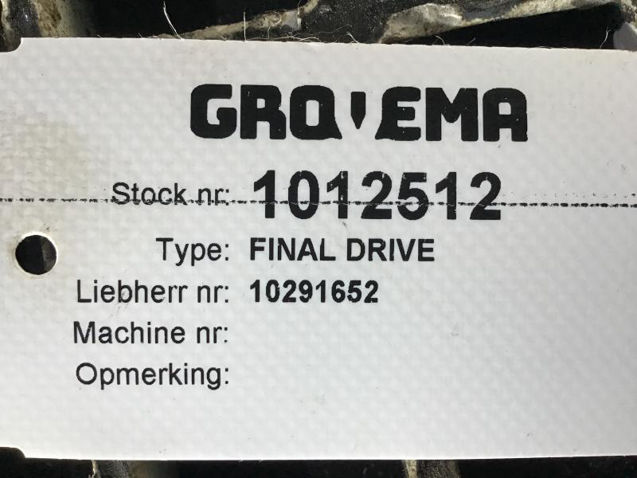 GROVEMA
Stock nr: 1012512
Type: FINAL DRIVE
Liebherr nr: 10291652
Machine nr:
Opmerking: